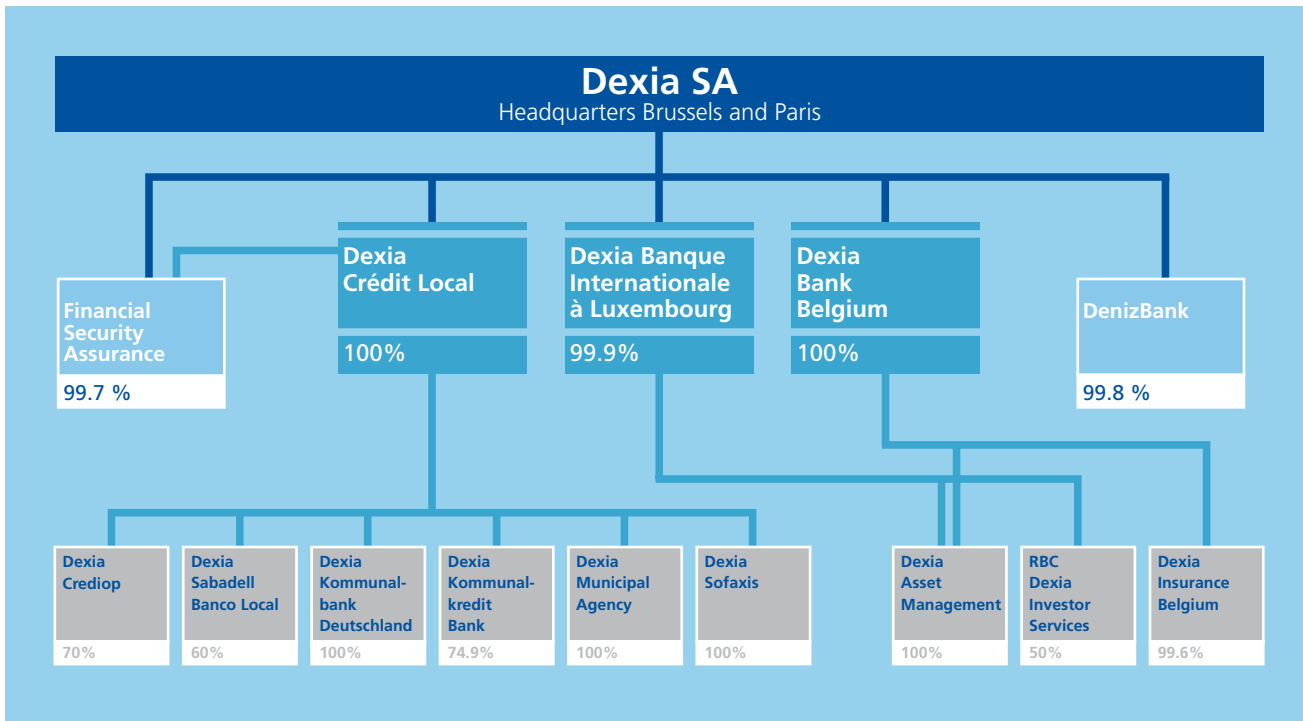 Dexia SA
Headquarters Brussels and Paris
Financial
Security
Assurance
99.7 %
Dexia
Crédit Local
100%
Dexia Banque
Internationale
à Luxembourg
99.9%
Dexia
Bank
Belgium
100%
DenizBank
99.8 %
Dexia
Crediop
70%
Dexia
Sabadell
Banco Local
60%
Dexia
Kommunal-
bank
Deutschland
100%
Dexia
Kommunal-
kredit
Bank
74.9%
Dexia
Municipal
Agency
100%
Dexia
Sofaxis
100%
Dexia
Asset
Management
100%
RBC
Dexia
Investor
Services
50%
Dexia
Insurance
Belgium
99.6%